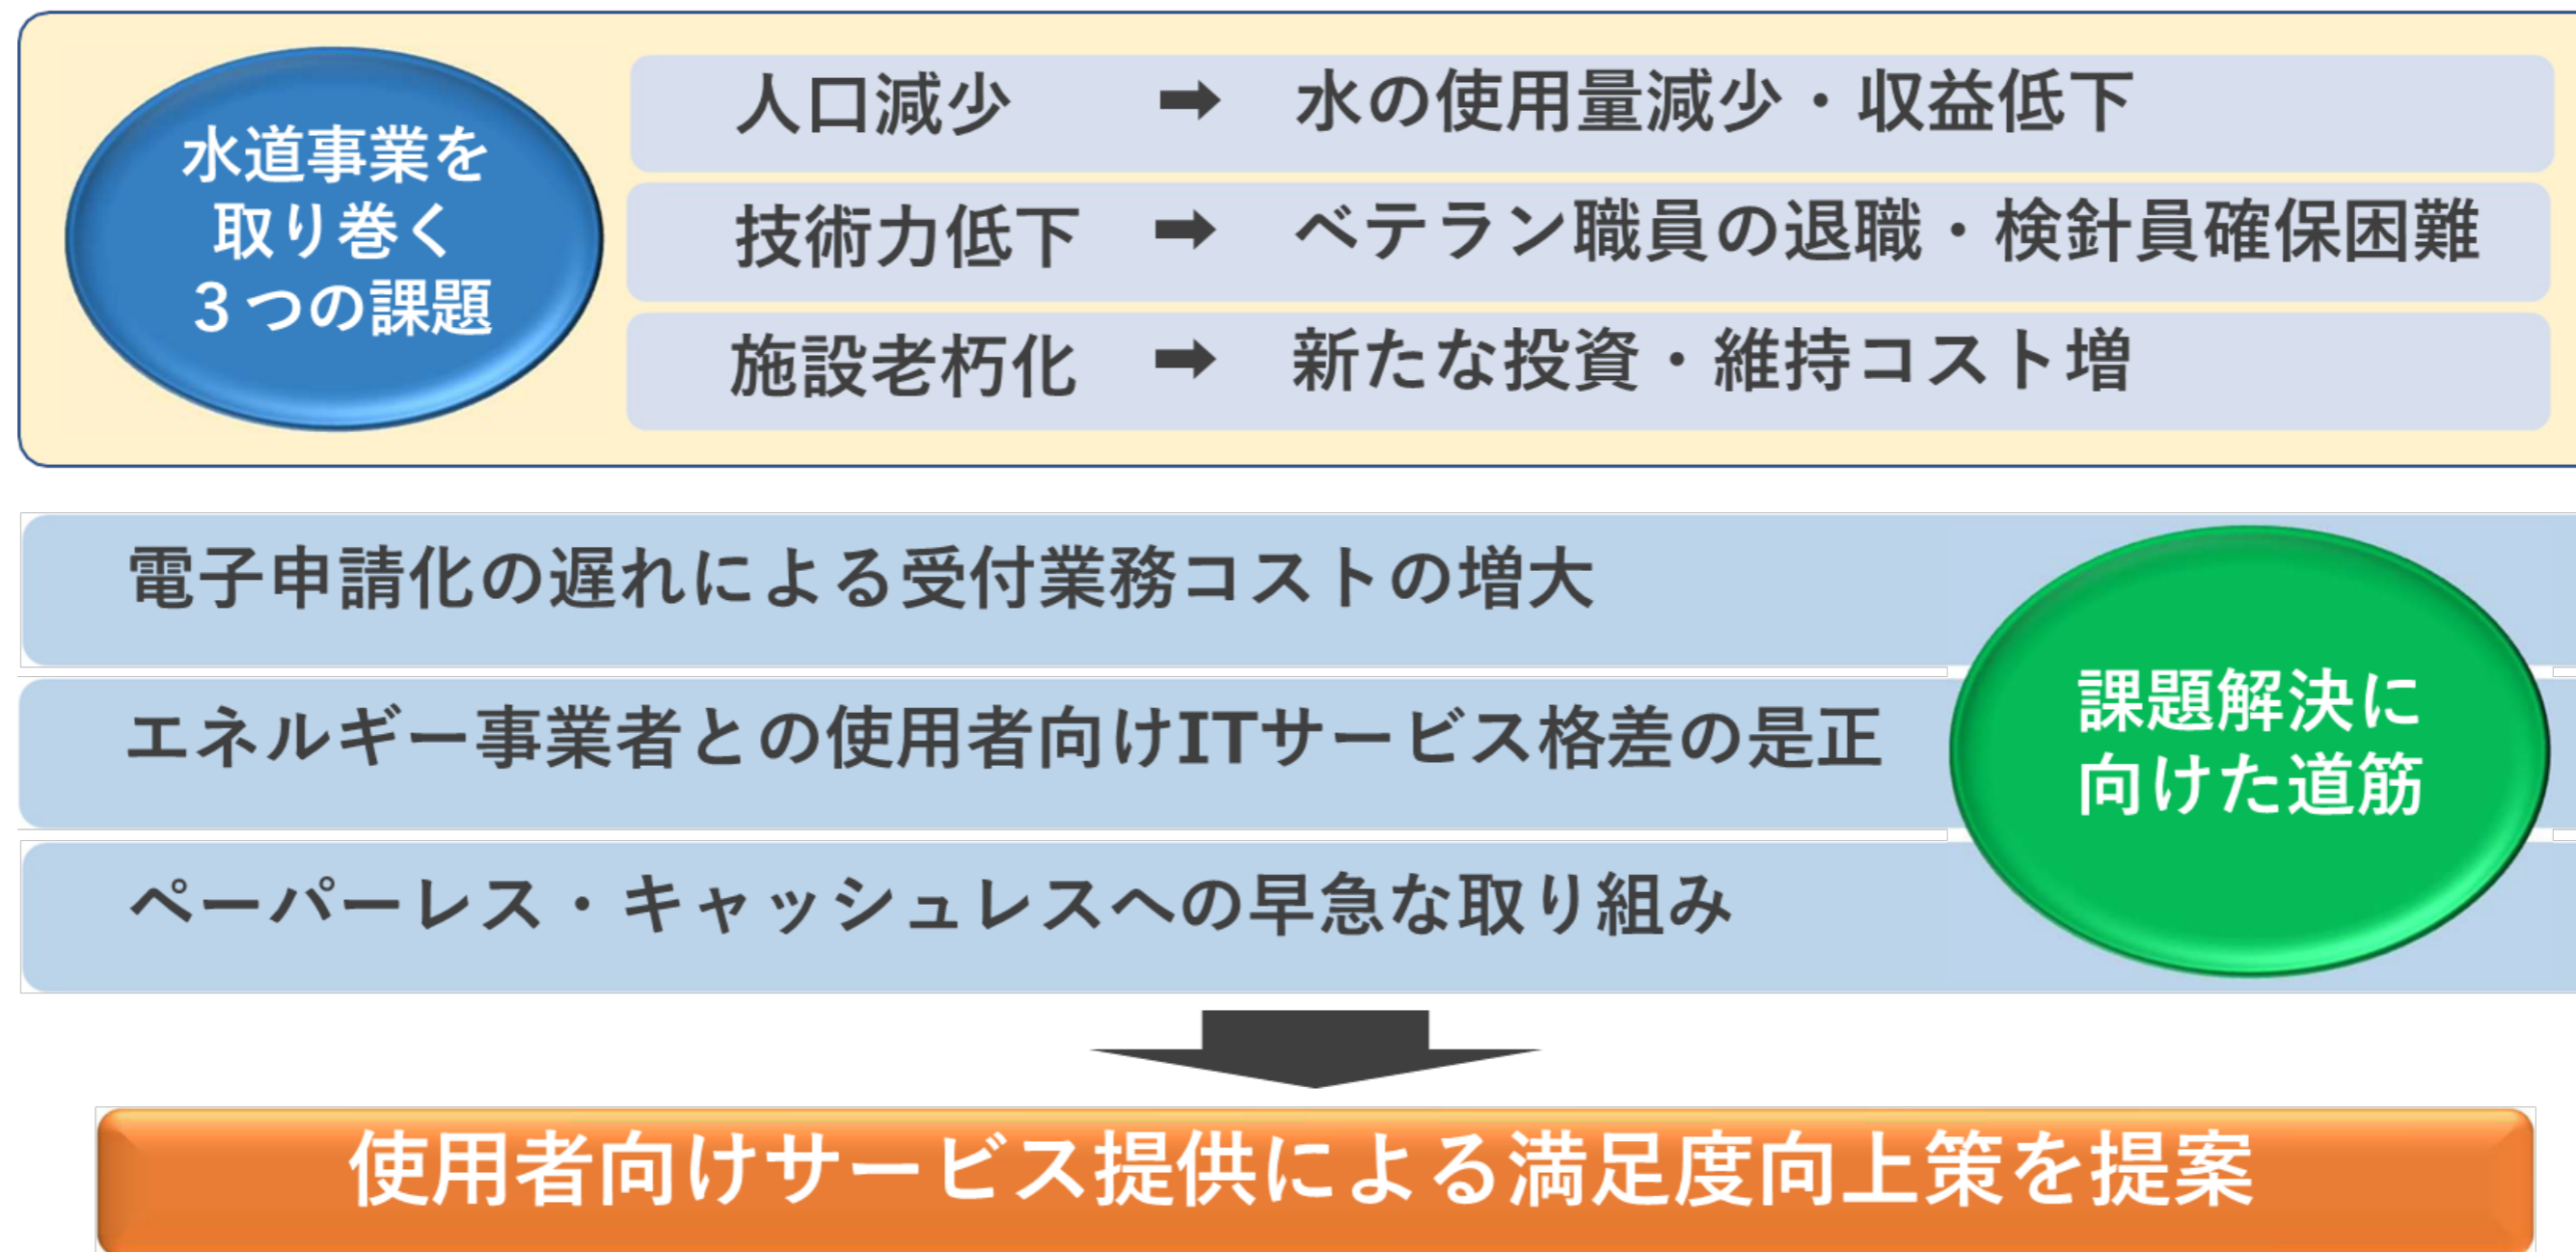 水道事業を
取り巻く
３つの課題
人口減少 ➡ 水の使用量減少・収益低下
技術力低下 ➡ ベテラン職員の退職・検針員確保困難
施設老朽化 ➡ 新たな投資・維持コスト増
電子申請化の遅れによる受付業務コストの増大
エネルギー事業者との使用者向けITサービス格差の是正
ペーパーレス・キャッシュレスへの早急な取り組み
課題解決に
向けた道筋
使用者向けサービス提供による満足度向上策を提案